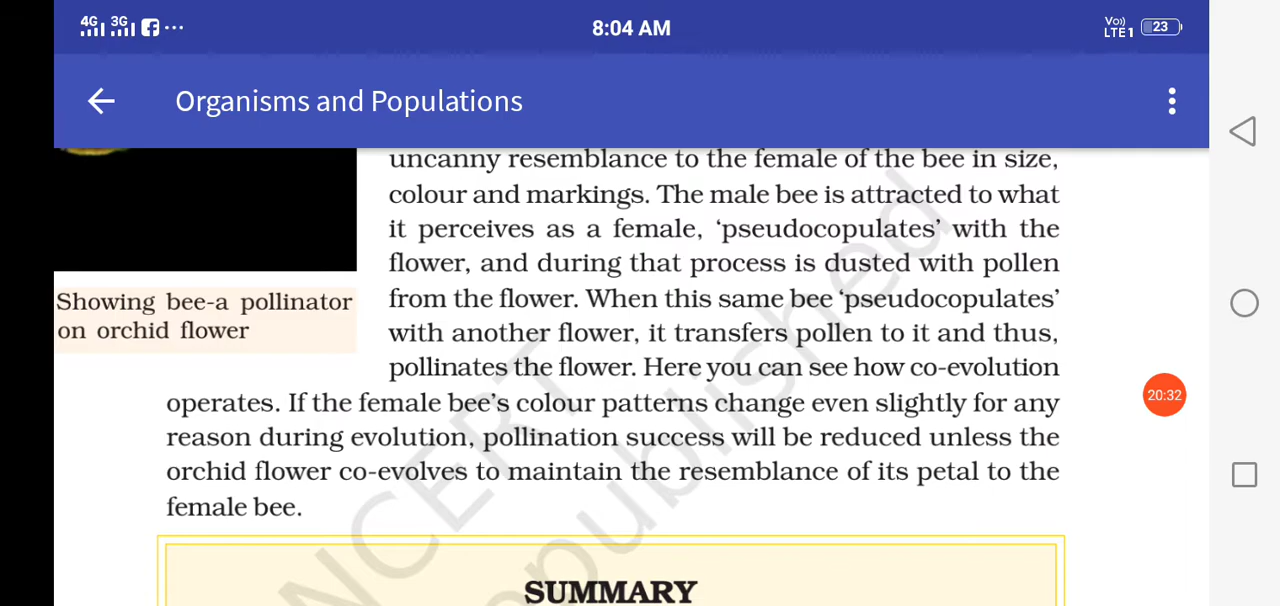 4G 3G
8:04 AM
Vo))
LTE 1
23
Organisms and Populations
uncanny resemblance to the female of the bee in size,
colour and markings. The male bee is attracted to what
it perceives as a female, ‘pseudocopulates’ with the
flower, and during that process is dusted with pollen
from the flower. When this same bee ‘pseudocopulates’
with another flower, it transfers pollen to it and thus,
pollinates the flower. Here you can see how co-evolution
operates. If the female bee’s colour patterns change even slightly for any
reason during evolution, pollination success will be reduced unless the
orchid flower co-evolves to maintain the resemblance of its petal to the
female bee.
Showing bee-a pollinator
on orchid flower
20:32
SUMMARY
NCERT
republished